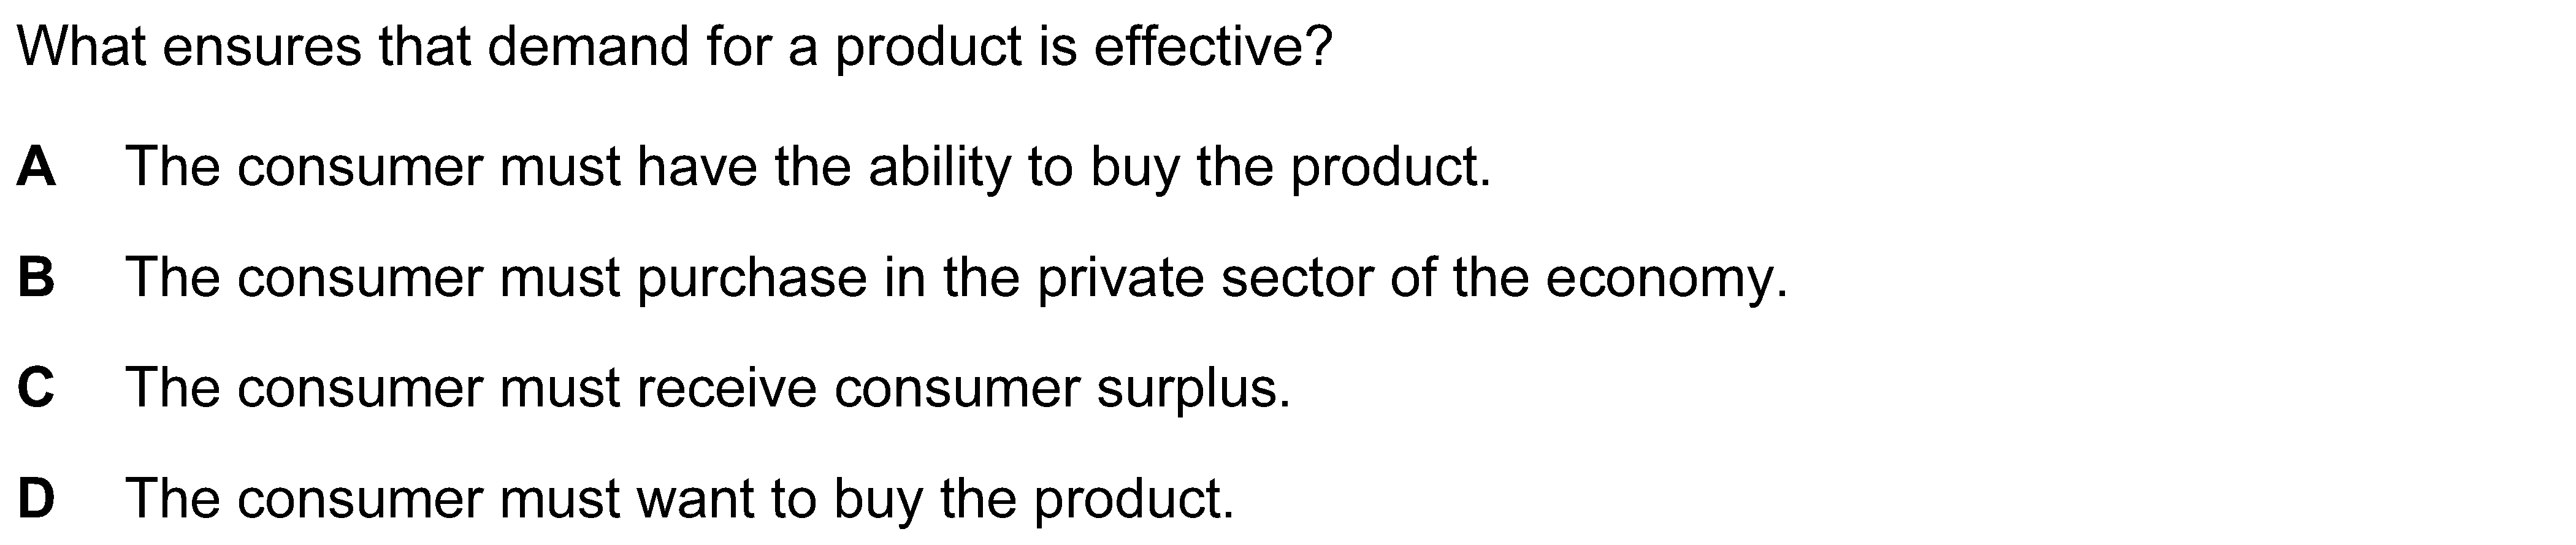 What ensures that demand for a product is effective?
A The consumer must have the ability to buy the product.
B The consumer must purchase in the private sector of the economy.
C The consumer must receive consumer surplus.
D The consumer must want to buy the product.